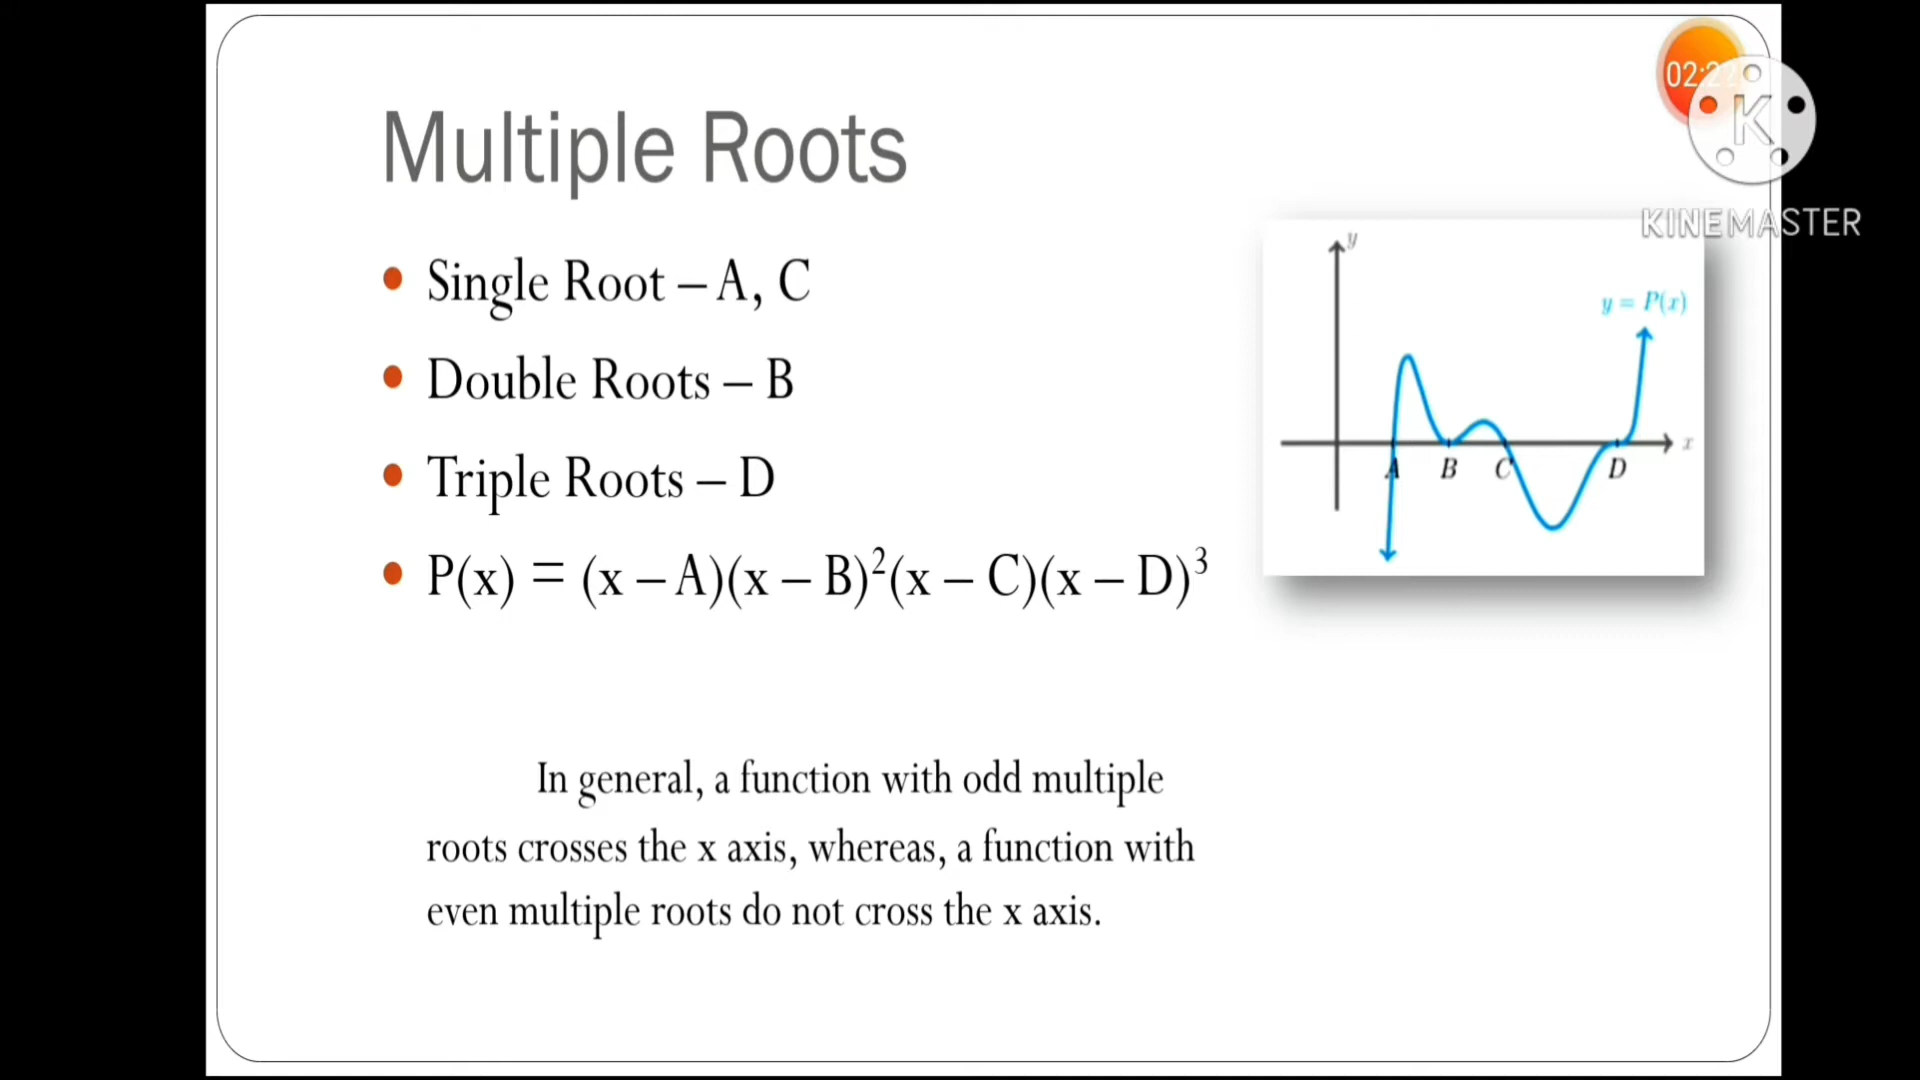 02:2
K
KINEMASTER
Multiple Roots
Single Root – A, C
Double Roots – B
Triple Roots – D
P(x) = (x – A)(x – B)²(x – C)(x – D)³
y
y = P(x)
x
A B C D
In general, a function with odd multiple
roots crosses the x axis, whereas, a function with
even multiple roots do not cross the x axis.